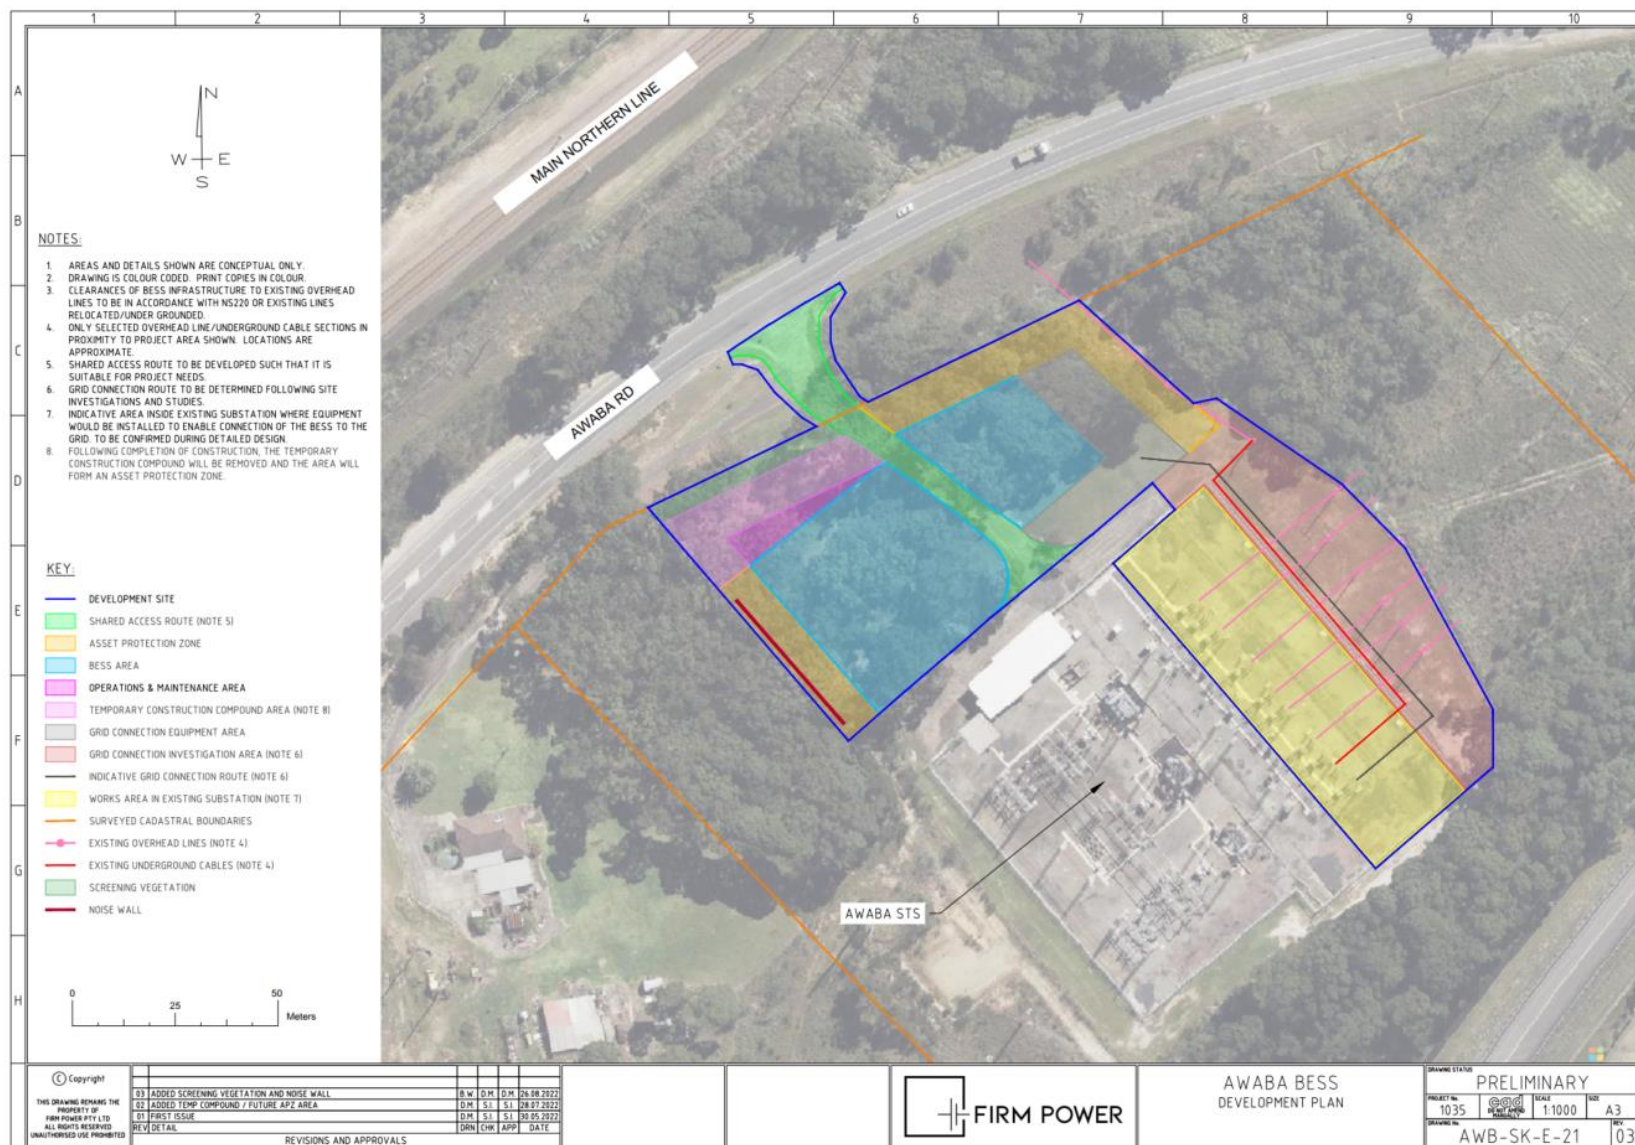 1 2 3 4 5 6 7 8 9 10
A
B
C
D
E
F
G
H
N
W E
S
NOTES:
1. AREAS AND DETAILS SHOWN ARE CONCEPTUAL ONLY.
2. DRAWING IS COLOUR CODED. PRINT COPIES IN COLOUR.
3. CLEARANCES OF BESS INFRASTRUCTURE TO EXISTING OVERHEAD
LINES TO BE IN ACCORDANCE WITH NS220 OR EXISTING LINES
RELOCATED/UNDER GROUNDED.
4. ONLY SELECTED OVERHEAD LINE/UNDERGROUND CABLE SECTIONS IN
PROXIMITY TO PROJECT AREA SHOWN. LOCATIONS ARE
APPROXIMATE.
5. SHARED ACCESS ROUTE TO BE DEVELOPED SUCH THAT IT IS
SUITABLE FOR PROJECT NEEDS.
6. GRID CONNECTION ROUTE TO BE DETERMINED FOLLOWING SITE
INVESTIGATIONS AND STUDIES.
7. INDICATIVE AREA INSIDE EXISTING SUBSTATION WHERE EQUIPMENT
WOULD BE INSTALLED TO ENABLE CONNECTION OF THE BESS TO THE
GRID. TO BE CONFIRMED DURING DETAILED DESIGN.
8. FOLLOWING COMPLETION OF CONSTRUCTION, THE TEMPORARY
CONSTRUCTION COMPOUND WILL BE REMOVED AND THE AREA WILL
FORM AN ASSET PROTECTION ZONE.
KEY:
DEVELOPMENT SITE
SHARED ACCESS ROUTE (NOTE 5)
ASSET PROTECTION ZONE
BESS AREA
OPERATIONS & MAINTENANCE AREA
TEMPORARY CONSTRUCTION COMPOUND AREA (NOTE 8)
GRID CONNECTION EQUIPMENT AREA
GRID CONNECTION INVESTIGATION AREA (NOTE 6)
INDICATIVE GRID CONNECTION ROUTE (NOTE 6)
WORKS AREA IN EXISTING SUBSTATION (NOTE 7)
SURVEYED CADASTRAL BOUNDARIES
EXISTING OVERHEAD LINES (NOTE 4)
EXISTING UNDERGROUND CABLES (NOTE 4)
SCREENING VEGETATION
NOISE WALL
0 25 50
Meters
MAIN NORTHERN LINE
AWABA RD
AWABA STS
© Copyright
THIS DRAWING REMAINS THE
PROPERTY OF
FIRM POWER PTY LTD
ALL RIGHTS RESERVED
UNAUTHORISED USE PROHIBITED
03 ADDED SCREENING VEGETATION AND NOISE WALL B.W. D.M. D.M. 26.08.2022
02 ADDED TEMP COMPOUND / FUTURE APZ AREA D.M. S.I. S.I. 28.07.2022
01 FIRST ISSUE D.M. S.I. S.I. 30.05.2022
REV DETAIL DRN CHK APP DATE
REVISIONS AND APPROVALS
FIRM POWER
AWABA BESS
DEVELOPMENT PLAN
DRAWING STATUS
PRELIMINARY
PROJECT No. SCALE SIZE
1035 cad 1:1000 A3
DO NOT AMEND
MANUALLY
DRAWING No. REV.
AWB-SK-E-21 03